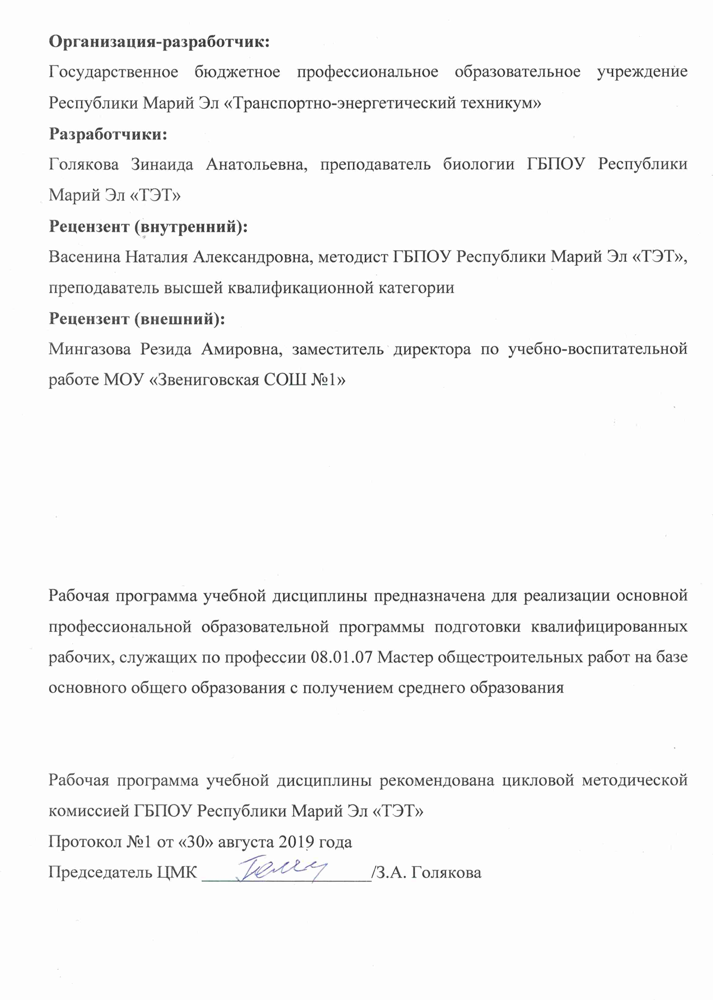 Организация-разработчик:
Государственное бюджетное профессиональное образовательное учреждение
Республики Марий Эл «Транспортно-энергетический техникум»
Разработчики:
Голякова Зинаида Анатольевна, преподаватель биологии ГБПОУ Республики
Марий Эл «ТЭТ»
Рецензент (внутренний):
Васенина Наталия Александровна, методист ГБПОУ Республики Марий Эл «ТЭТ»,
преподаватель высшей квалификационной категории
Рецензент (внешний):
Мингазова Резида Амировна, заместитель директора по учебно-воспитательной
работе МОУ «Звениговская СОШ №1»
Рабочая программа учебной дисциплины предназначена для реализации основной
профессиональной образовательной программы подготовки квалифицированных
рабочих, служащих по профессии 08.01.07 Мастер общестроительных работ на базе
основного общего образования с получением среднего образования
Рабочая программа учебной дисциплины рекомендована цикловой методической
комиссией ГБПОУ Республики Марий Эл «ТЭТ»
Протокол №1 от «30» августа 2019 года
Председатель ЦМК ____________________/З.А. Голякова